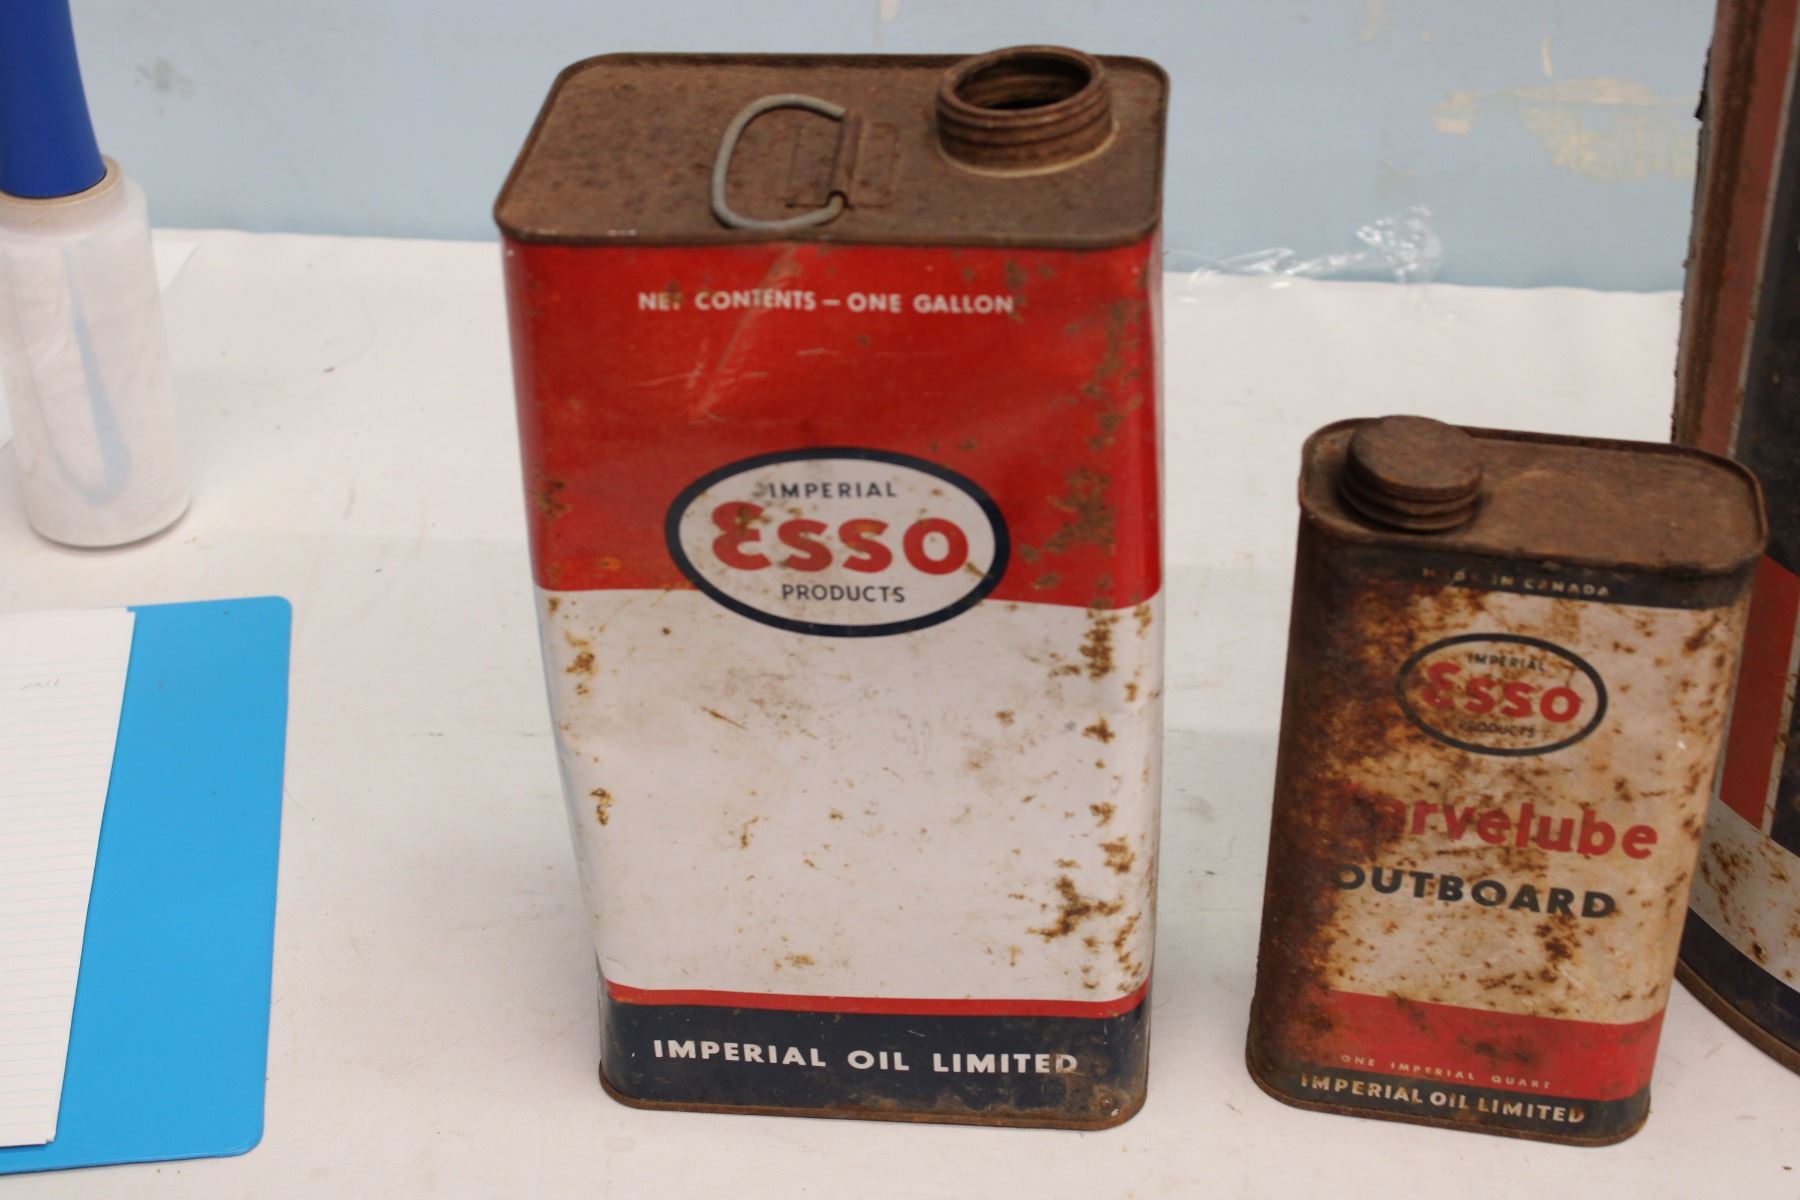 NET CONTENTS – ONE GALLON
IMPERIAL
Esso
PRODUCTS
IMPERIAL OIL LIMITED
MADE IN CANADA
IMPERIAL
Esso
PRODUCTS
Marvelube
OUTBOARD
ONE IMPERIAL QUART
IMPERIAL OIL LIMITED